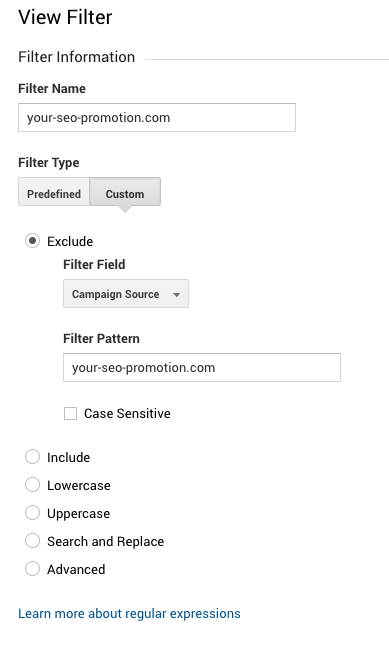 View Filter
Filter Information
Filter Name
your-seo-promotion.com
Filter Type
Predefined Custom
Exclude
Filter Field
Campaign Source
Filter Pattern
your-seo-promotion.com
Case Sensitive
Include
Lowercase
Uppercase
Search and Replace
Advanced
Learn more about regular expressions